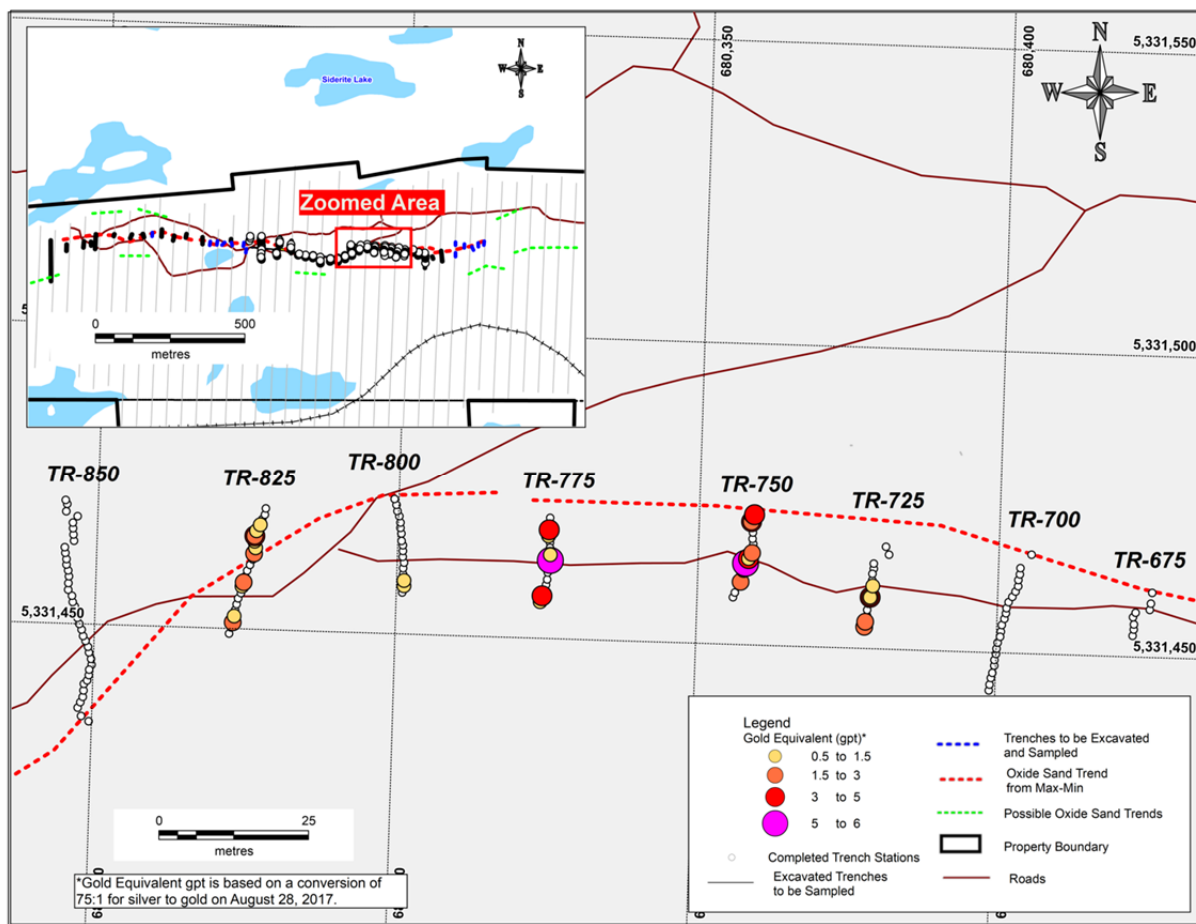 680,350
680,400
5,331,550
N
W E
S
N
W E
S
Siderite Lake
Zoomed Area
0 500
metres
5,331,500
TR-850
TR-825
TR-800
TR-775
TR-750
TR-725
TR-700
TR-675
5,331,450
5,331,450
Legend
Gold Equivalent (gpt)*
0.5 to 1.5
1.5 to 3
3 to 5
5 to 6
Completed Trench Stations
Excavated Trenches
to be Sampled
Trenches to be Excavated
and Sampled
Oxide Sand Trend
from Max-Min
Possible Oxide Sand Trends
Property Boundary
Roads
0 25
metres
*Gold Equivalent gpt is based on a conversion of
75:1 for silver to gold on August 28, 2017.